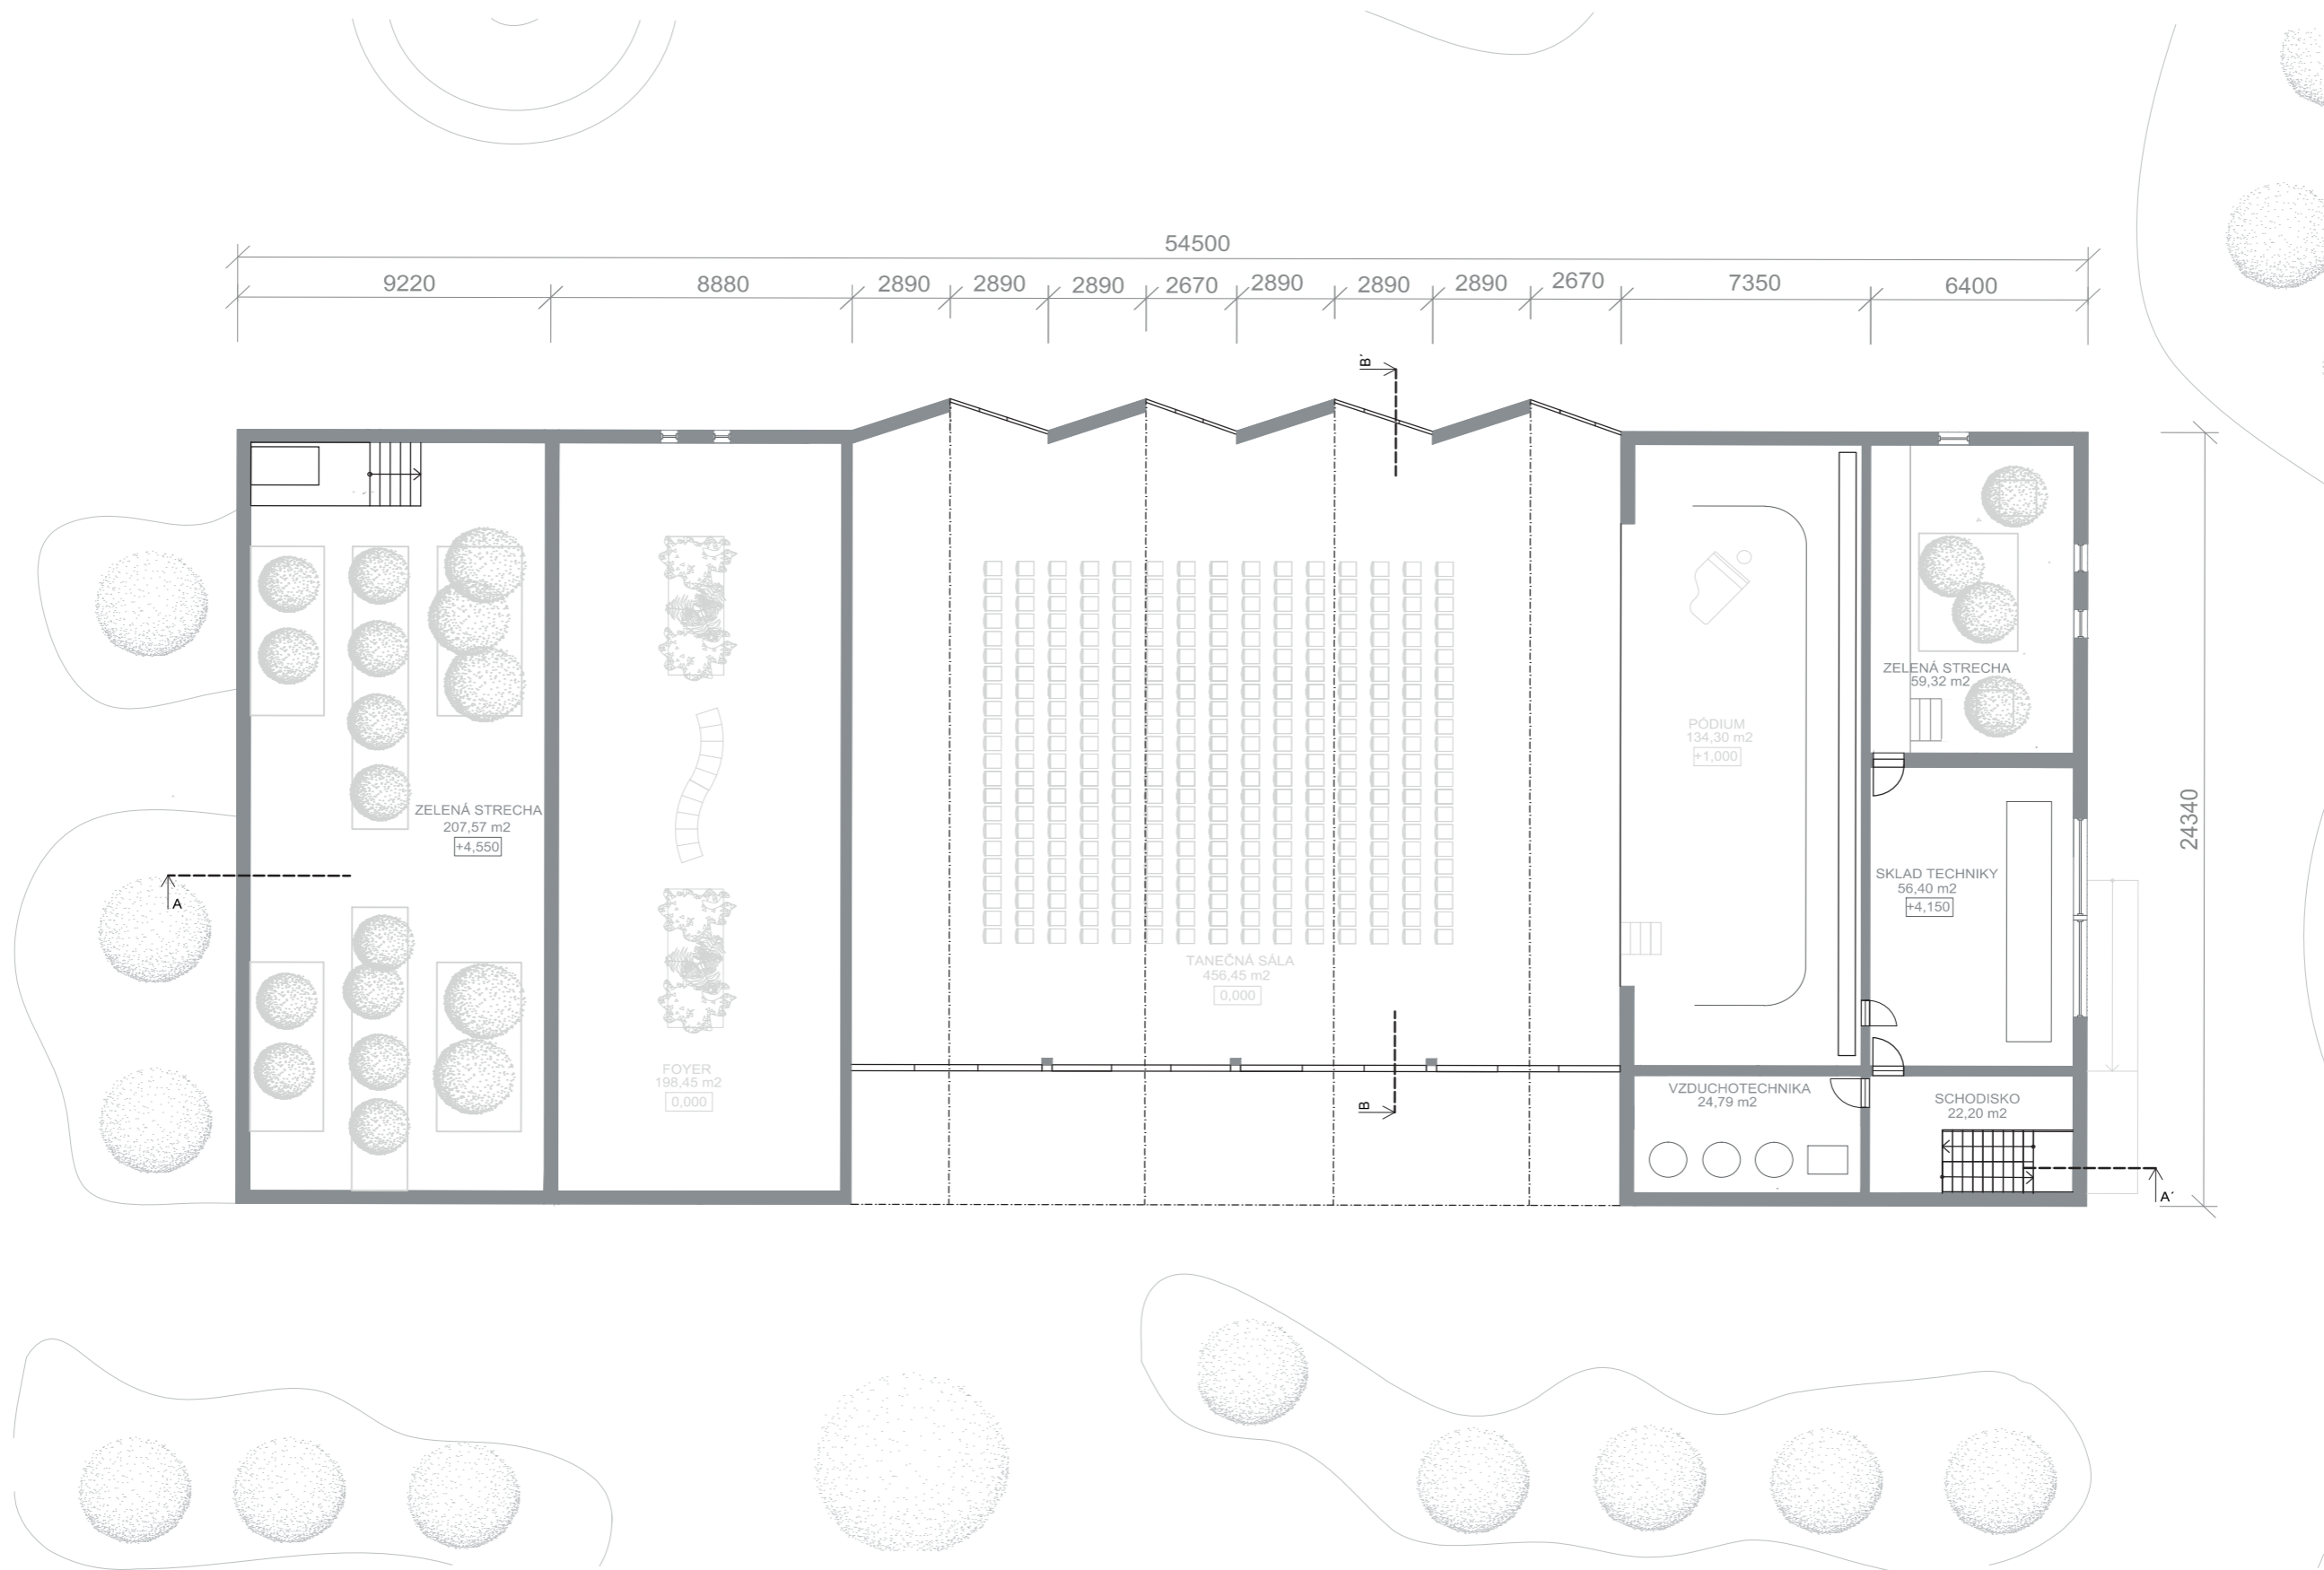 54500
9220 8880 2890 2890 2890 2670 2890 2890 2890 2670 7350 6400
B´
24340
ZELENÁ STRECHA
59,32 m2
PÓDIUM
134,30 m2
+1,000
ZELENÁ STRECHA
207,57 m2
+4,550
A
SKLAD TECHNIKY
56,40 m2
+4,150
TANEČNÁ SÁLA
456,45 m2
0,000
FOYER
198,45 m2
0,000
B
VZDUCHOTECHNIKA
24,79 m2
SCHODISKO
22,20 m2
A´